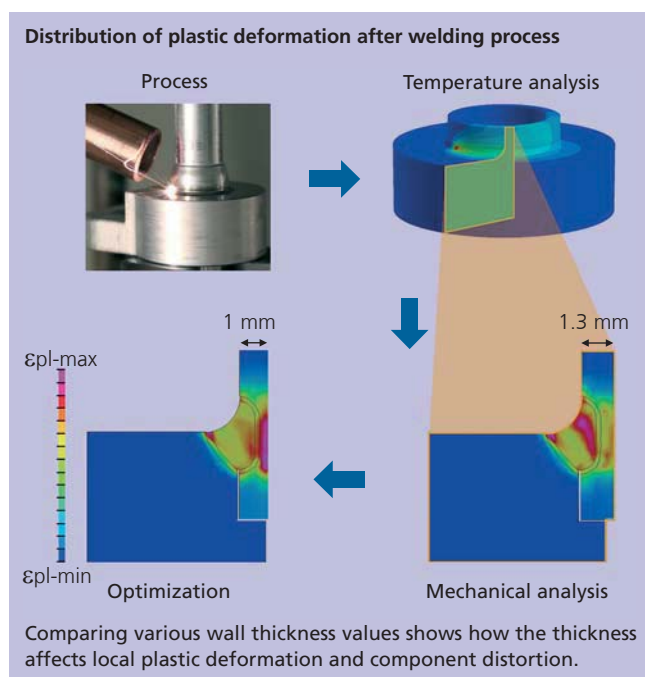 Distribution of plastic deformation after welding process
Process
Temperature analysis
1 mm
1.3 mm
εpl-max
εpl-min
Optimization
Mechanical analysis
Comparing various wall thickness values shows how the thickness
affects local plastic deformation and component distortion.